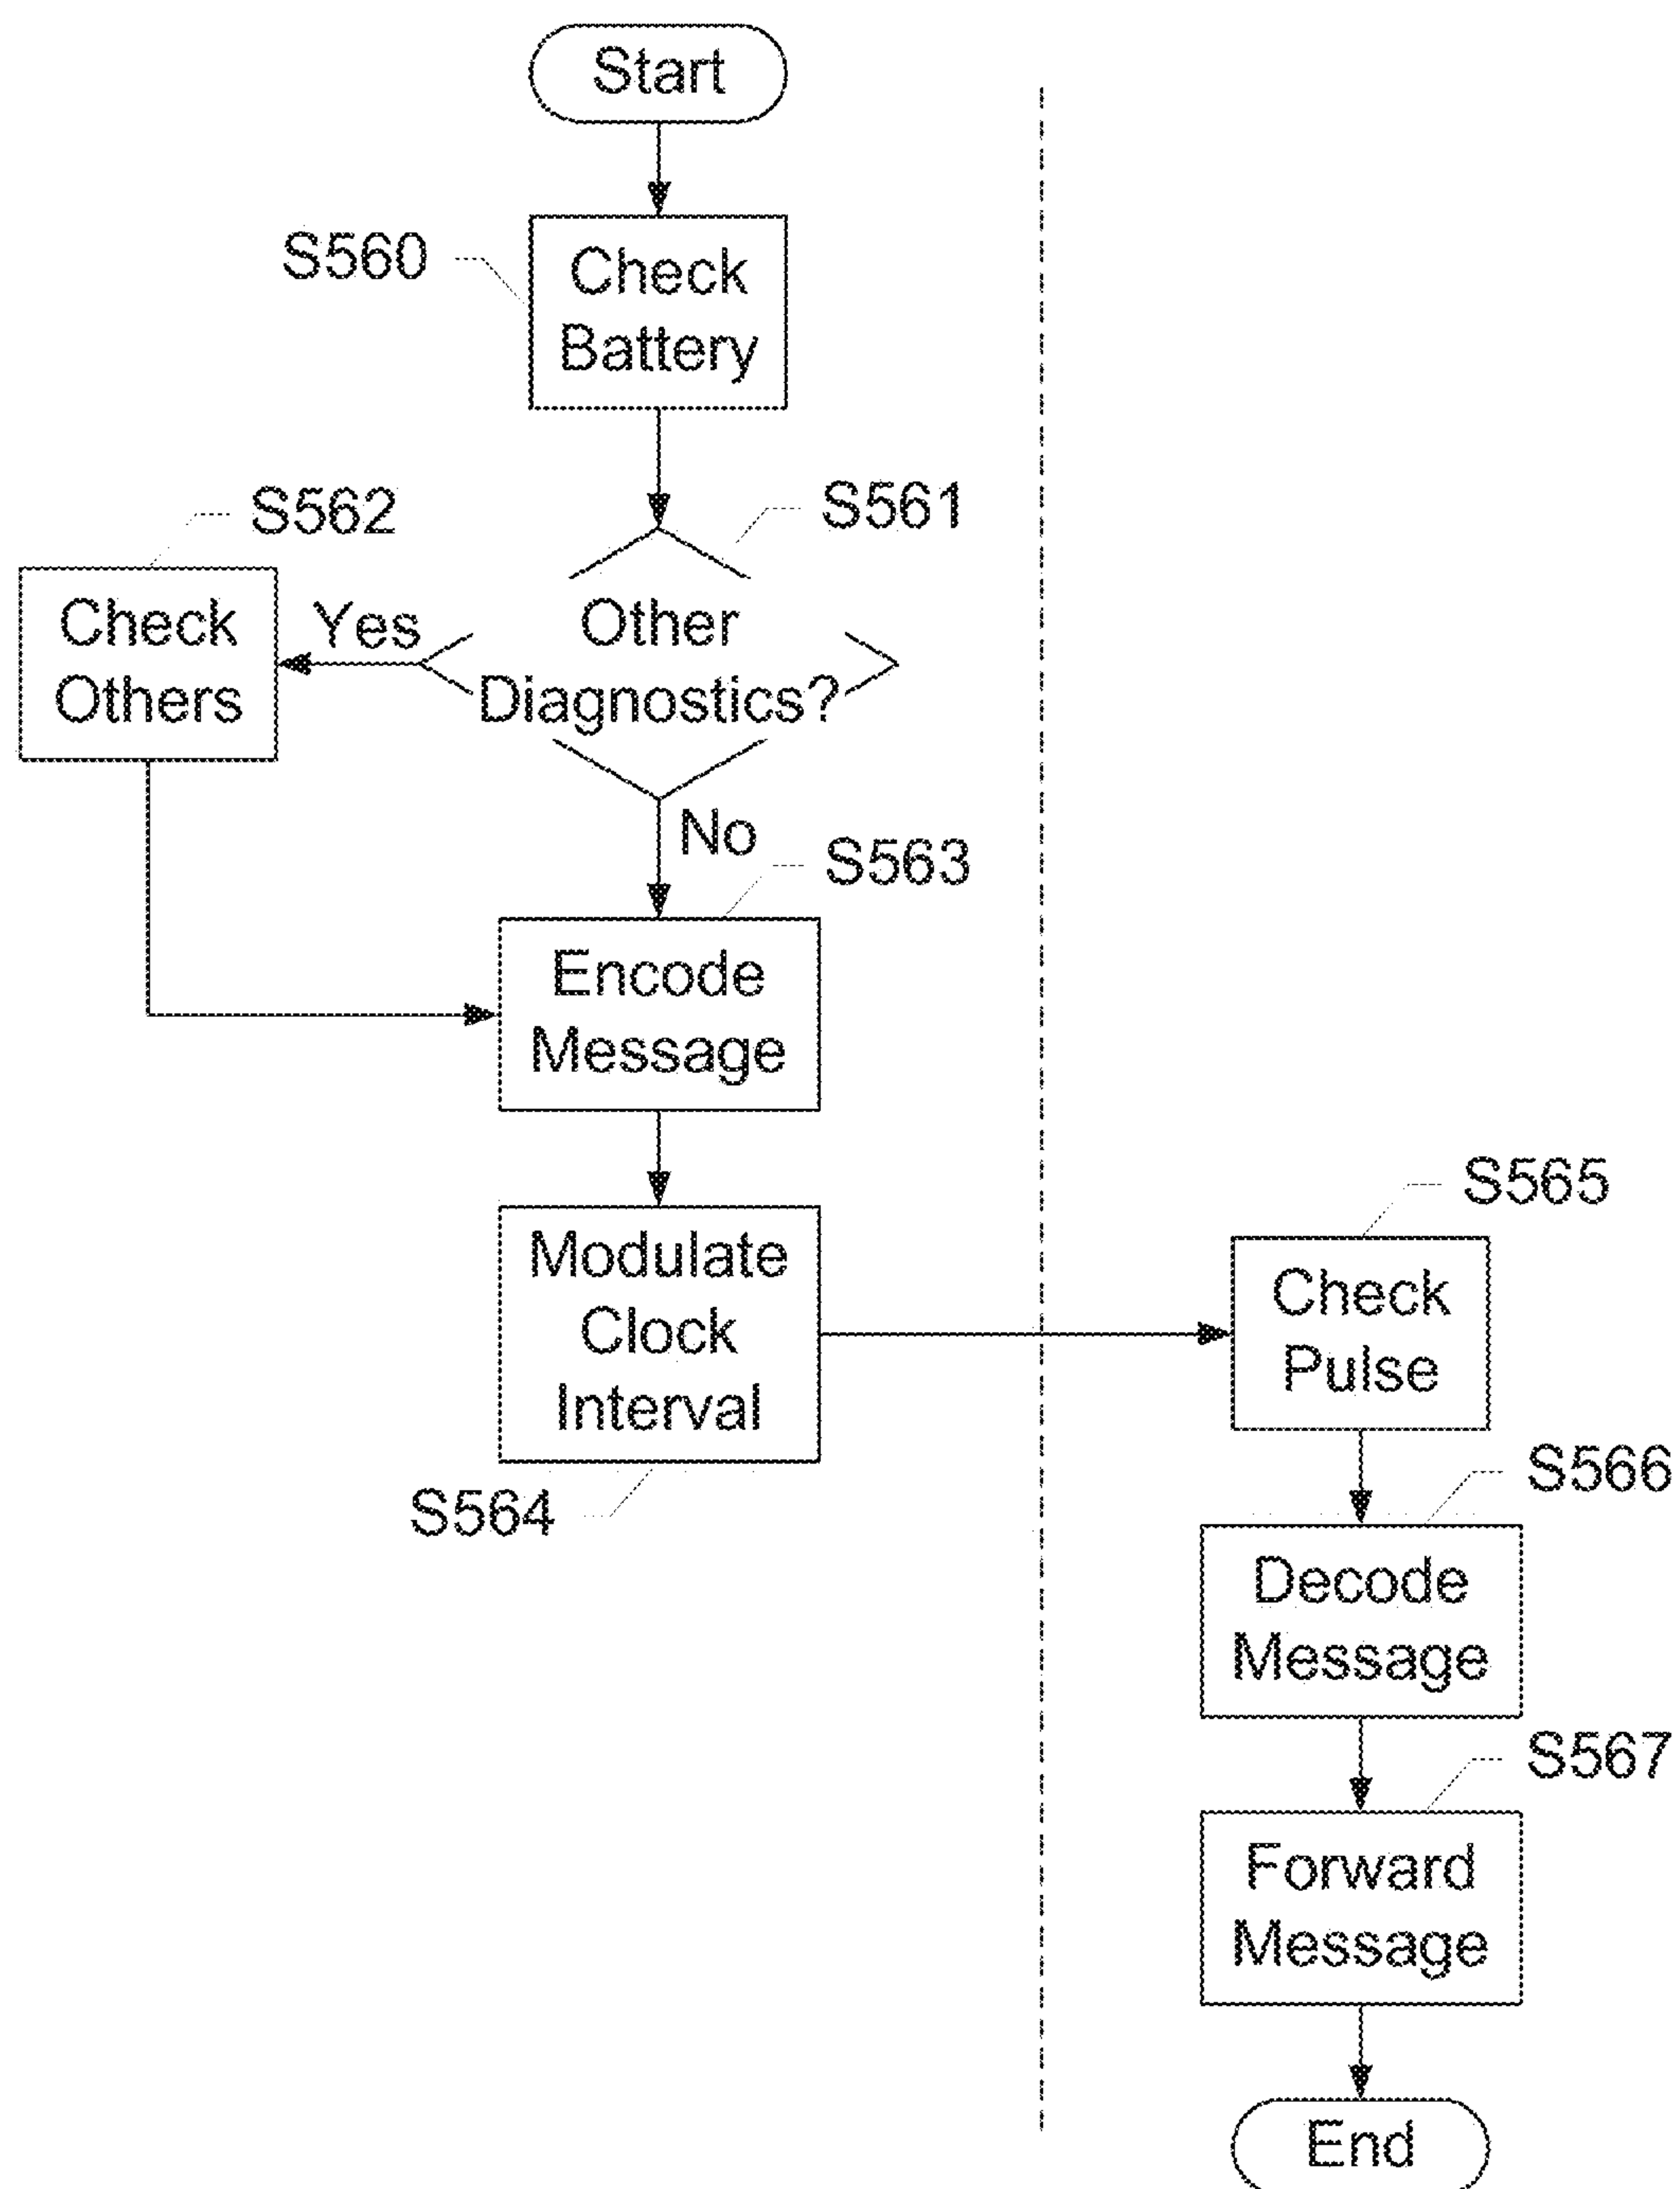 Start
S560
Check
Battery
S562
S561
Check
Others
Yes
Other
Diagnostics?
No
S563
Encode
Message
Modulate
Clock
Interval
S564
S565
Check
Pulse
S566
Decode
Message
S567
Forward
Message
End